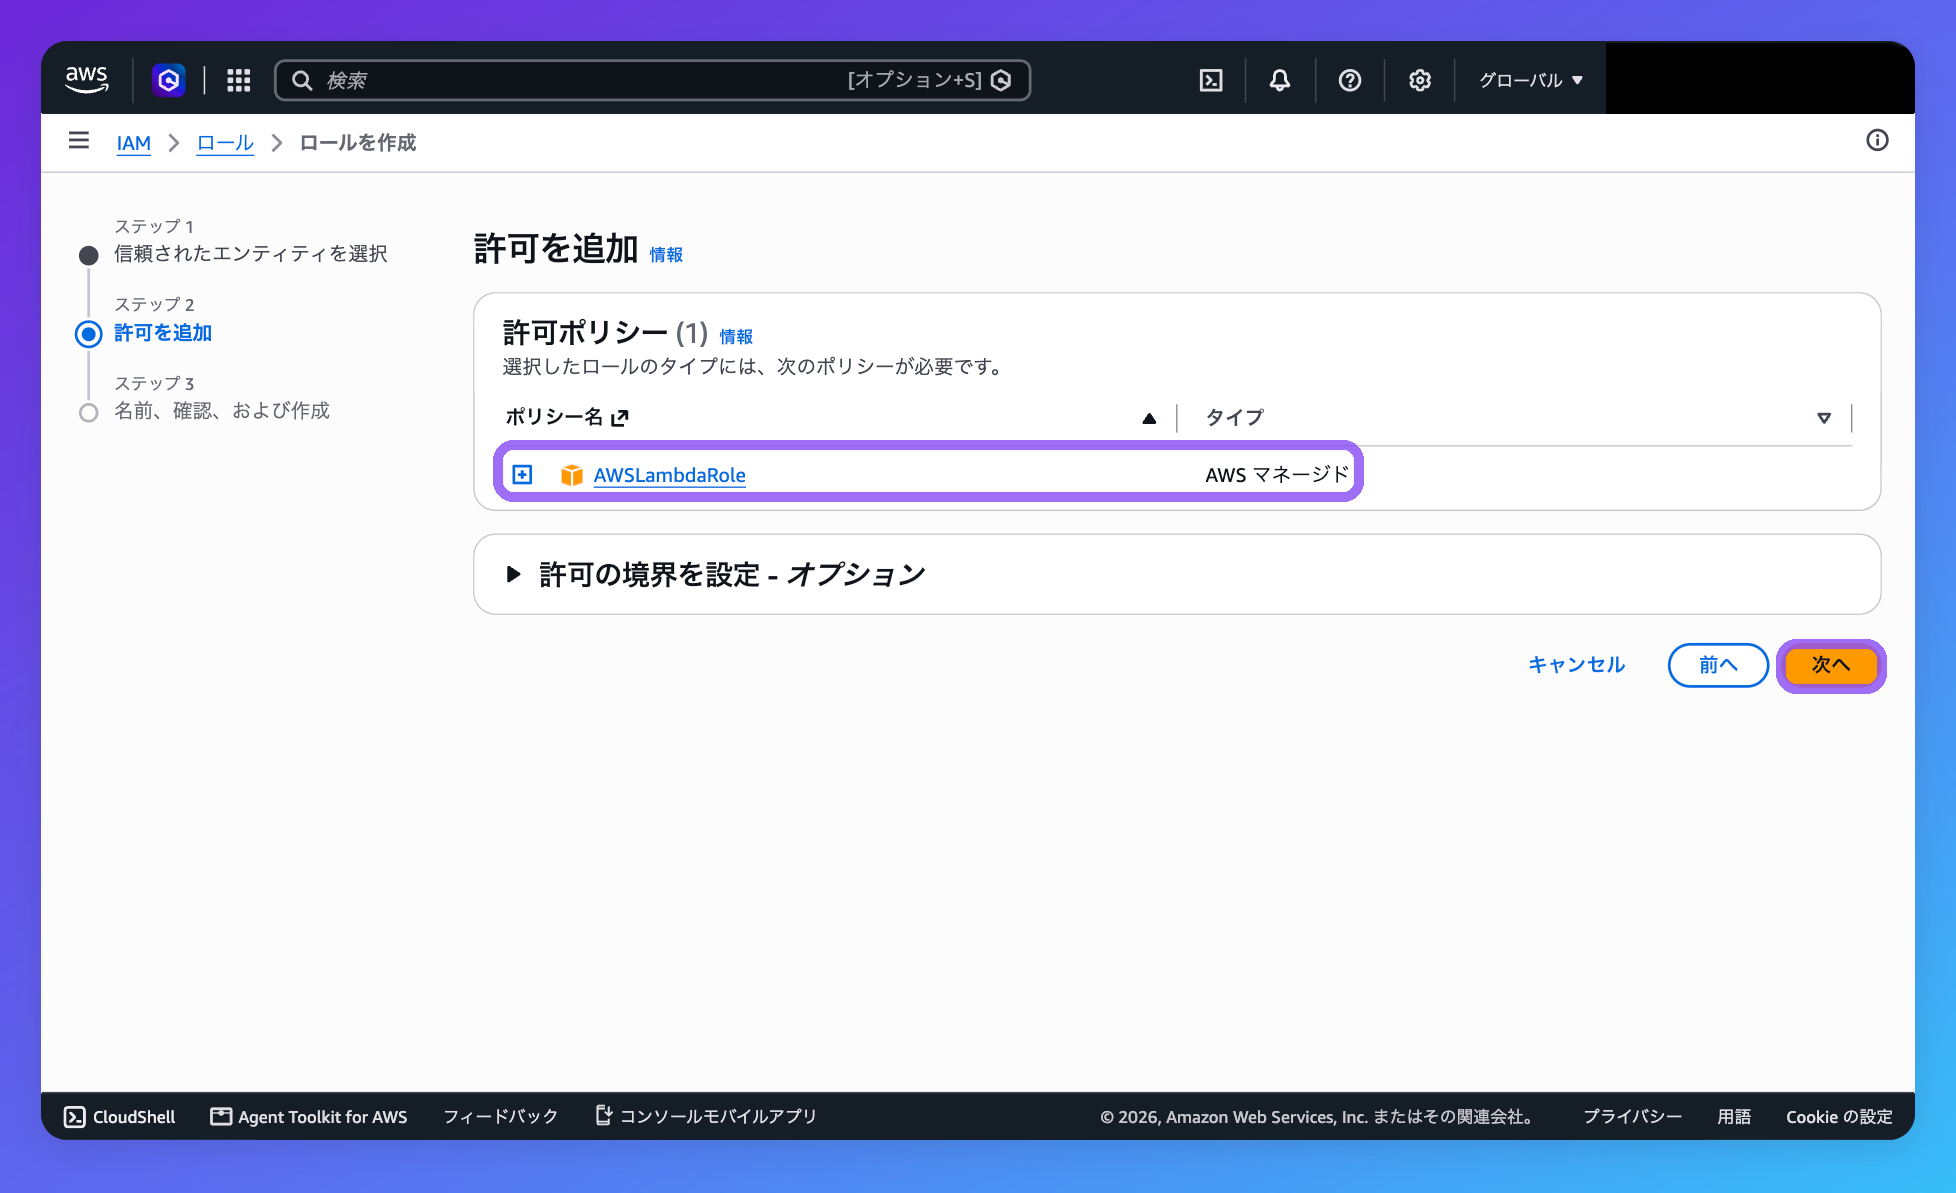 aws
検索
[オプション+S]
グローバル
IAM
ロール
ロールを作成
ステップ 1
信頼されたエンティティを選択
ステップ 2
許可を追加
ステップ 3
名前、確認、および作成
許可を追加 情報
許可ポリシー (1) 情報
選択したロールのタイプには、次のポリシーが必要です。
ポリシー名
タイプ
AWSLambdaRole
AWS マネージド
許可の境界を設定 - オプション
キャンセル
前へ
次へ
CloudShell
Agent Toolkit for AWS
フィードバック
コンソールモバイルアプリ
© 2026, Amazon Web Services, Inc. またはその関連会社。
プライバシー
用語
Cookie の設定